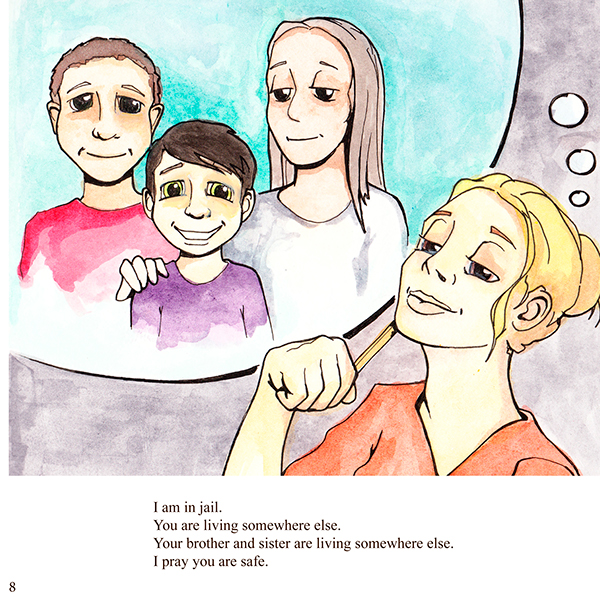 I am in jail.
You are living somewhere else.
Your brother and sister are living somewhere else.
I pray you are safe.
8